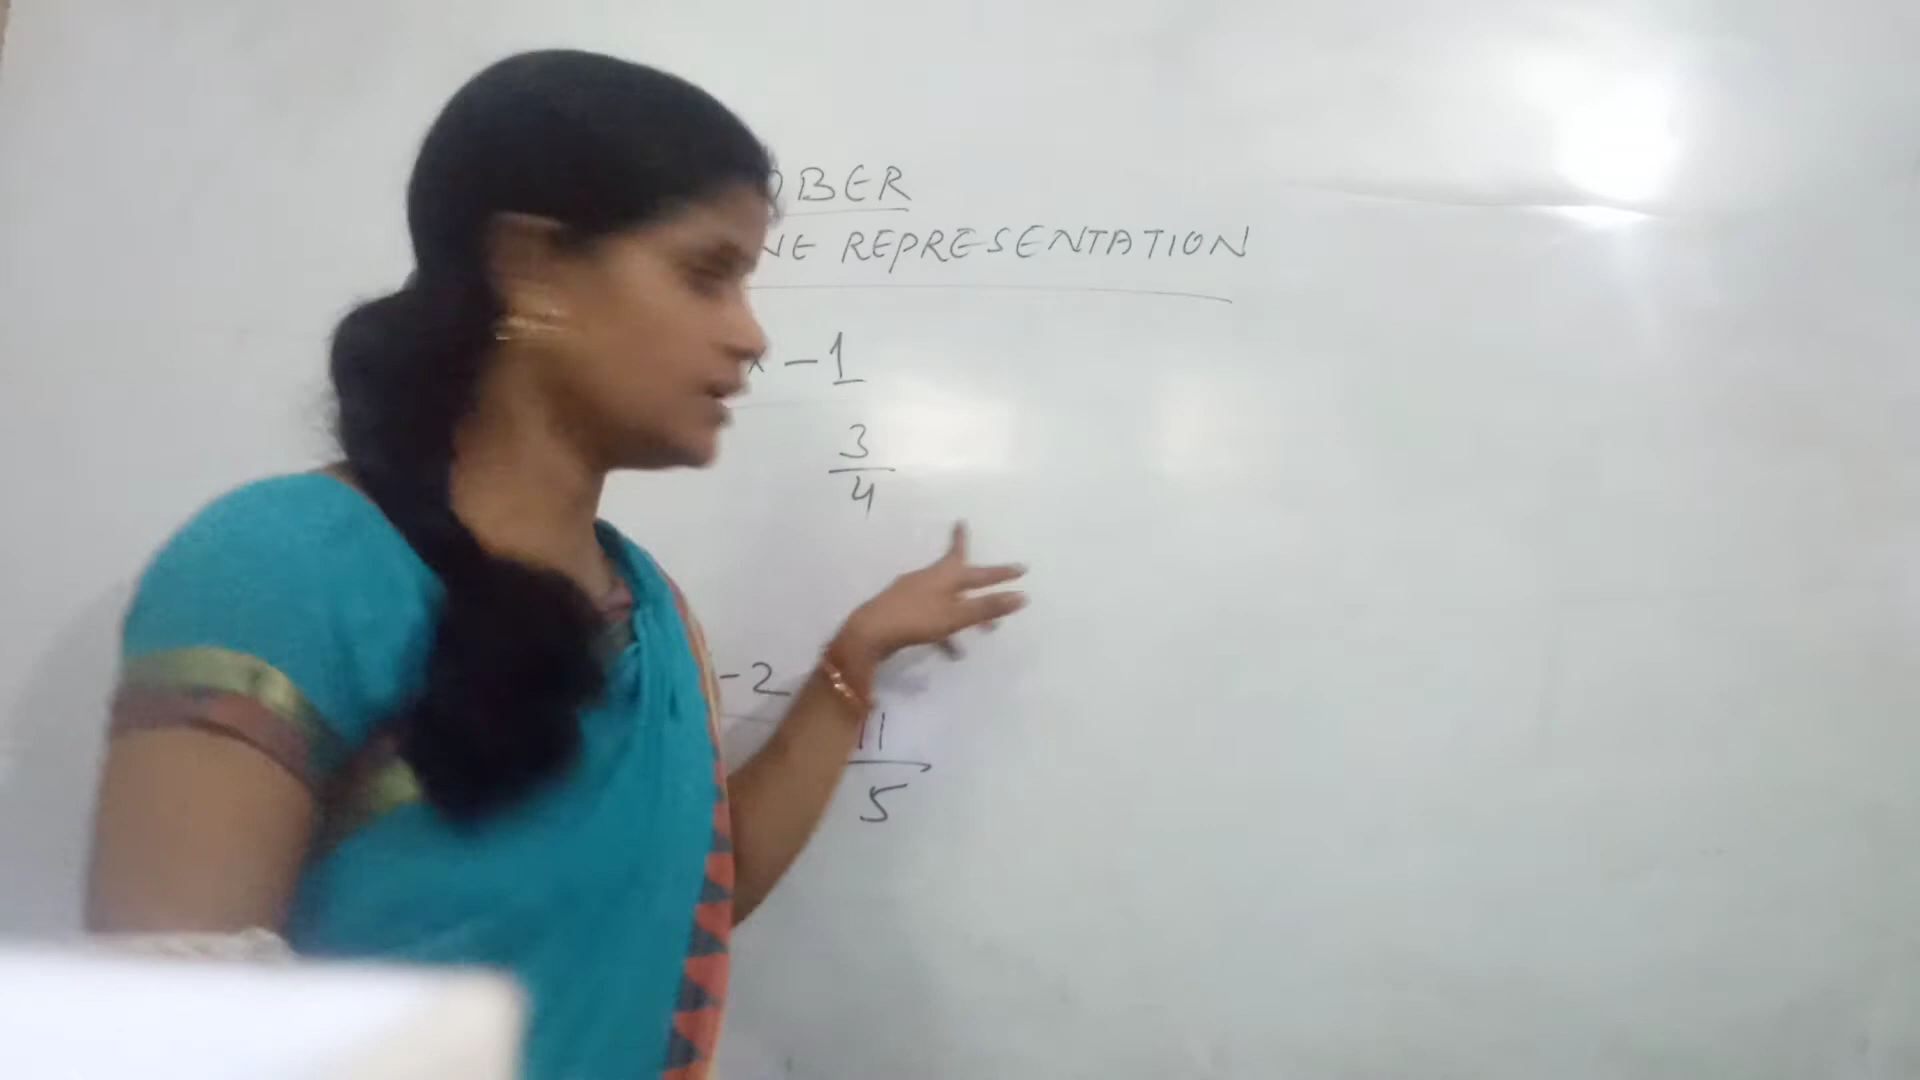 OBER
NE REPRESENTATION
x - 1
3
4
-2
11
5